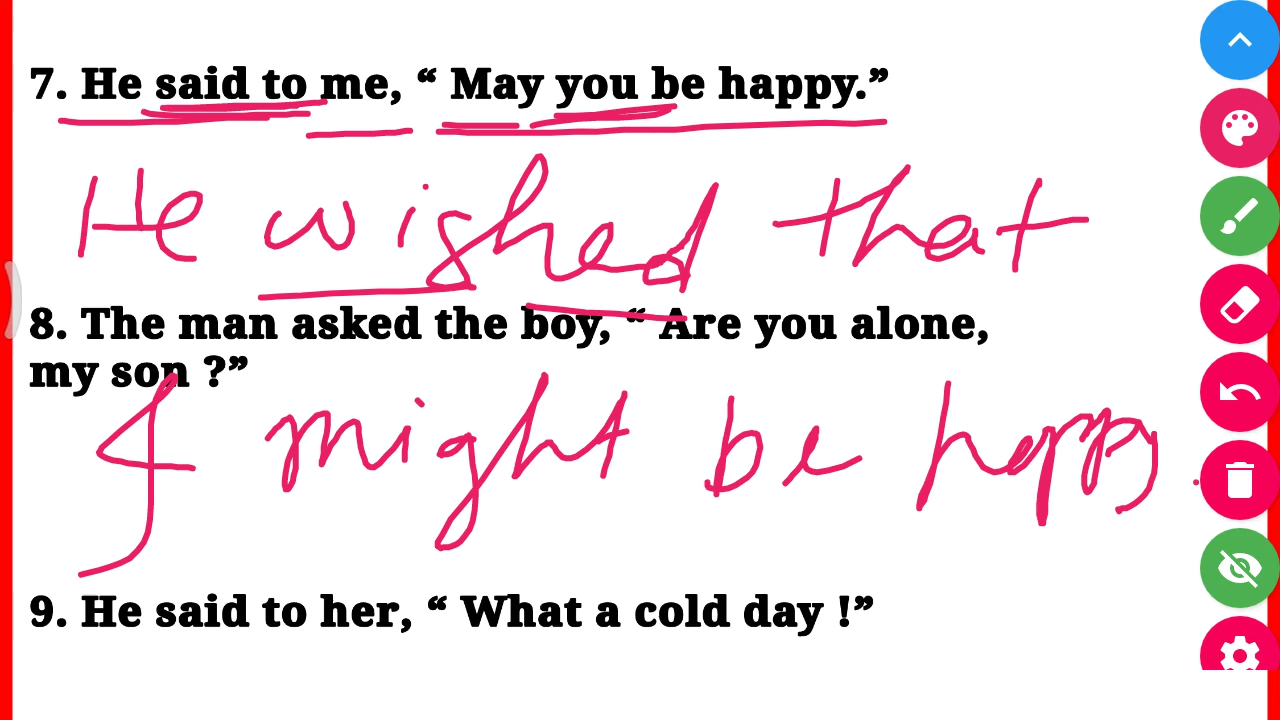 7. He said to me, “ May you be happy.”
He wished that
8. The man asked the boy, “ Are you alone,
my son ?”
I might be happy.
9. He said to her, “ What a cold day !”